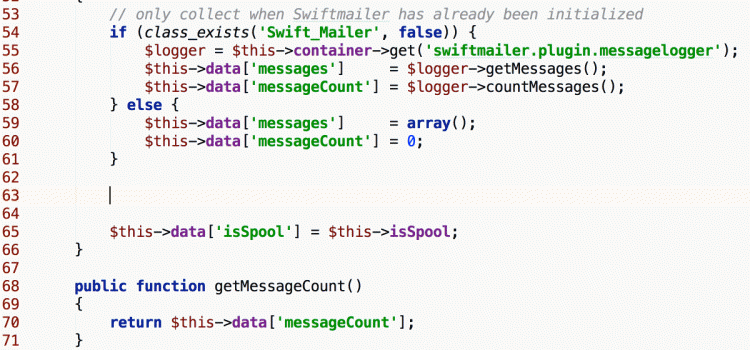 53 // only collect when Swiftmailer has already been initialized
54 if (class_exists('Swift_Mailer', false)) {
55 $logger = $this->container->get('swiftmailer.plugin.messagelogger');
56 $this->data['messages']     = $logger->getMessages();
57 $this->data['messageCount'] = $logger->countMessages();
58 } else {
59 $this->data['messages']     = array();
60 $this->data['messageCount'] = 0;
61 }
62
63
64
65 $this->data['isSpool'] = $this->isSpool;
66 }
67
68 public function getMessageCount()
69 {
70 return $this->data['messageCount'];
71 }